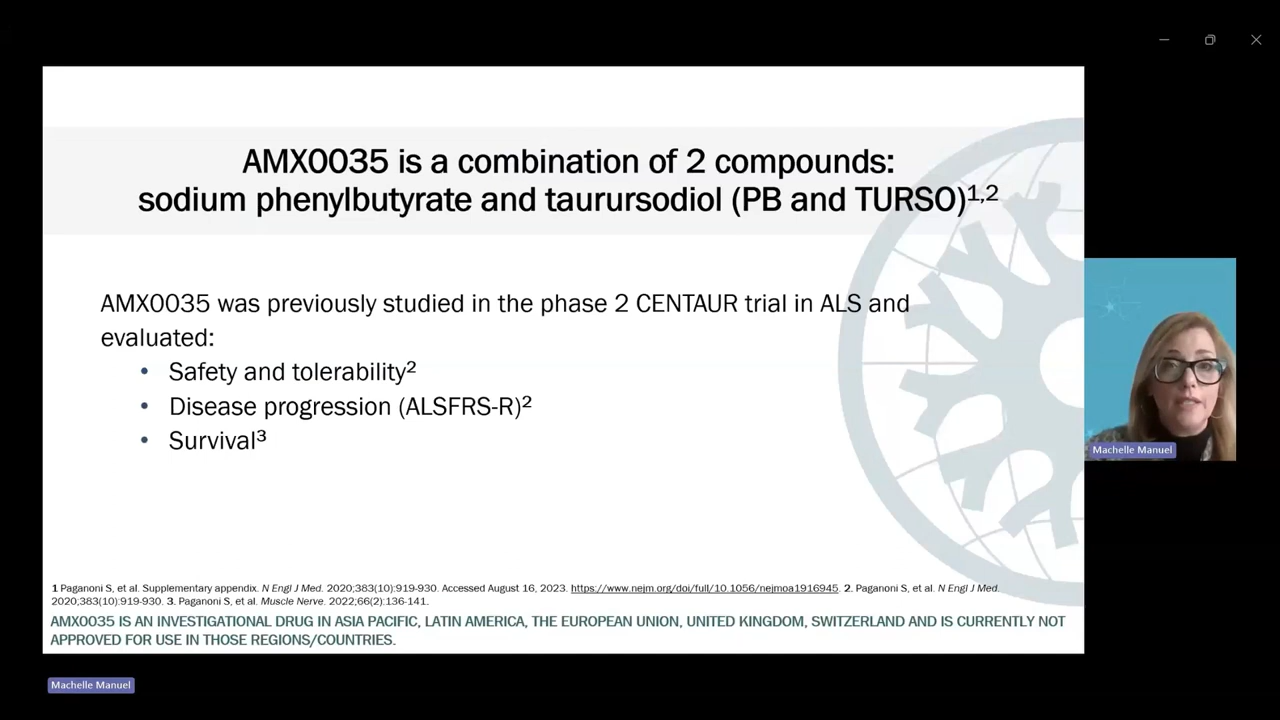 AMX0035 is a combination of 2 compounds:
sodium phenylbutyrate and taurursodiol (PB and TURSO)1,2
AMX0035 was previously studied in the phase 2 CENTAUR trial in ALS and
evaluated:
• Safety and tolerability2
• Disease progression (ALSFRS-R)2
• Survival3
Machelle Manuel
1 Paganoni S, et al. Supplementary appendix. N Engl J Med. 2020;383(10):919-930. Accessed August 16, 2023. https://www.nejm.org/doi/full/10.1056/nejmoa1916945. 2. Paganoni S, et al. N Engl J Med.
2020;383(10):919-930. 3. Paganoni S, et al. Muscle Nerve. 2022;66(2):136-141.
AMX0035 IS AN INVESTIGATIONAL DRUG IN ASIA PACIFIC, LATIN AMERICA, THE EUROPEAN UNION, UNITED KINGDOM, SWITZERLAND AND IS CURRENTLY NOT
APPROVED FOR USE IN THOSE REGIONS/COUNTRIES.
Machelle Manuel